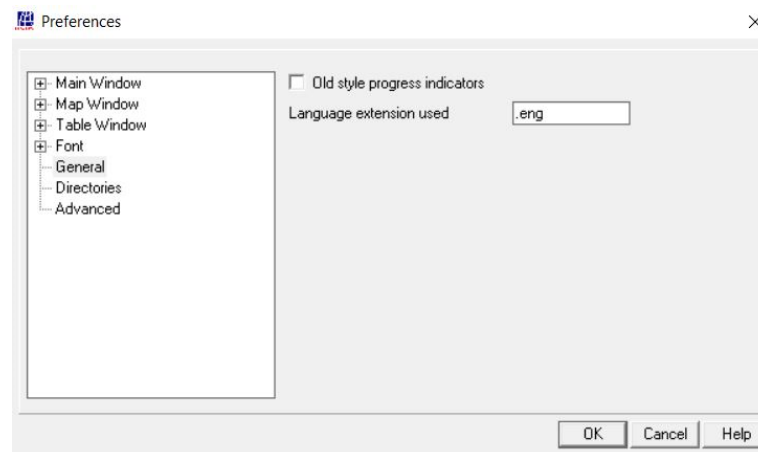 Preferences
Main Window
Map Window
Table Window
Font
General
Directories
Advanced
Old style progress indicators
Language extension used
.eng
OK
Cancel
Help